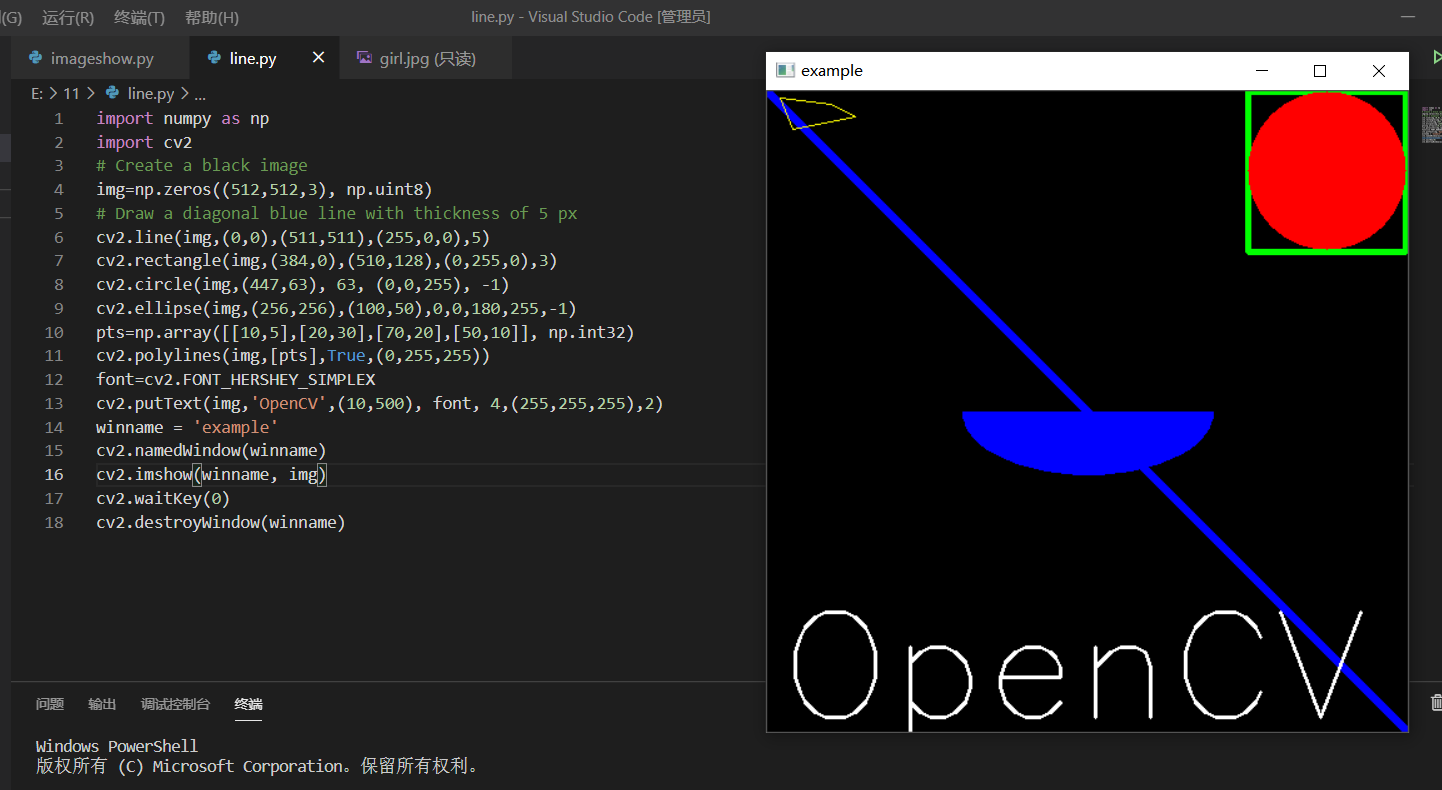 (G) 运行(R) 终端(T) 帮助(H) line.py - Visual Studio Code [管理员]
imageshow.py line.py girl.jpg (只读)
E: > 11 > line.py > ...
1 import numpy as np
2 import cv2
3 # Create a black image
4 img=np.zeros((512,512,3), np.uint8)
5 # Draw a diagonal blue line with thickness of 5 px
6 cv2.line(img,(0,0),(511,511),(255,0,0),5)
7 cv2.rectangle(img,(384,0),(510,128),(0,255,0),3)
8 cv2.circle(img,(447,63), 63, (0,0,255), -1)
9 cv2.ellipse(img,(256,256),(100,50),0,0,180,255,-1)
10 pts=np.array([[10,5],[20,30],[70,20],[50,10]], np.int32)
11 cv2.polylines(img,[pts],True,(0,255,255))
12 font=cv2.FONT_HERSHEY_SIMPLEX
13 cv2.putText(img,'OpenCV',(10,500), font, 4,(255,255,255),2)
14 winname = 'example'
15 cv2.namedWindow(winname)
16 cv2.imshow(winname, img)
17 cv2.waitKey(0)
18 cv2.destroyWindow(winname)
example
OpenCV
问题 输出 调试控制台 终端
Windows PowerShell
版权所有 (C) Microsoft Corporation。保留所有权利。